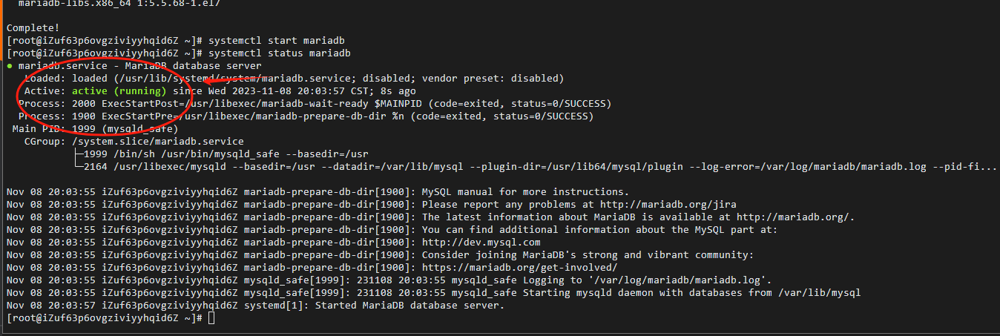 mariadb-libs.x86_64 1:5.5.68-1.el7
Complete!
[root@iZuf63p6ovgziviyyhqid6Z ~]# systemctl start mariadb
[root@iZuf63p6ovgziviyyhqid6Z ~]# systemctl status mariadb
● mariadb.service - MariaDB database server
Loaded: loaded (/usr/lib/systemd/system/mariadb.service; disabled; vendor preset: disabled)
Active: active (running) since Wed 2023-11-08 20:03:57 CST; 8s ago
Process: 2000 ExecStartPost=/usr/libexec/mariadb-wait-ready $MAINPID (code=exited, status=0/SUCCESS)
Process: 1900 ExecStartPre=/usr/libexec/mariadb-prepare-db-dir %n (code=exited, status=0/SUCCESS)
Main PID: 1999 (mysqld_safe)
CGroup: /system.slice/mariadb.service
├─1999 /bin/sh /usr/bin/mysqld_safe --basedir=/usr
└─2164 /usr/libexec/mysqld --basedir=/usr --datadir=/var/lib/mysql --plugin-dir=/usr/lib64/mysql/plugin --log-error=/var/log/mariadb/mariadb.log --pid-fi...
Nov 08 20:03:55 iZuf63p6ovgziviyyhqid6Z mariadb-prepare-db-dir[1900]: MySQL manual for more instructions.
Nov 08 20:03:55 iZuf63p6ovgziviyyhqid6Z mariadb-prepare-db-dir[1900]: Please report any problems at http://mariadb.org/jira
Nov 08 20:03:55 iZuf63p6ovgziviyyhqid6Z mariadb-prepare-db-dir[1900]: The latest information about MariaDB is available at http://mariadb.org/.
Nov 08 20:03:55 iZuf63p6ovgziviyyhqid6Z mariadb-prepare-db-dir[1900]: You can find additional information about the MySQL part at:
Nov 08 20:03:55 iZuf63p6ovgziviyyhqid6Z mariadb-prepare-db-dir[1900]: http://dev.mysql.com
Nov 08 20:03:55 iZuf63p6ovgziviyyhqid6Z mariadb-prepare-db-dir[1900]: Consider joining MariaDB's strong and vibrant community:
Nov 08 20:03:55 iZuf63p6ovgziviyyhqid6Z mariadb-prepare-db-dir[1900]: https://mariadb.org/get-involved/
Nov 08 20:03:55 iZuf63p6ovgziviyyhqid6Z mysqld_safe[1999]: 231108 20:03:55 mysqld_safe Logging to '/var/log/mariadb/mariadb.log'.
Nov 08 20:03:55 iZuf63p6ovgziviyyhqid6Z mysqld_safe[1999]: 231108 20:03:55 mysqld_safe Starting mysqld daemon with databases from /var/lib/mysql
Nov 08 20:03:57 iZuf63p6ovgziviyyhqid6Z systemd[1]: Started MariaDB database server.
[root@iZuf63p6ovgziviyyhqid6Z ~]#